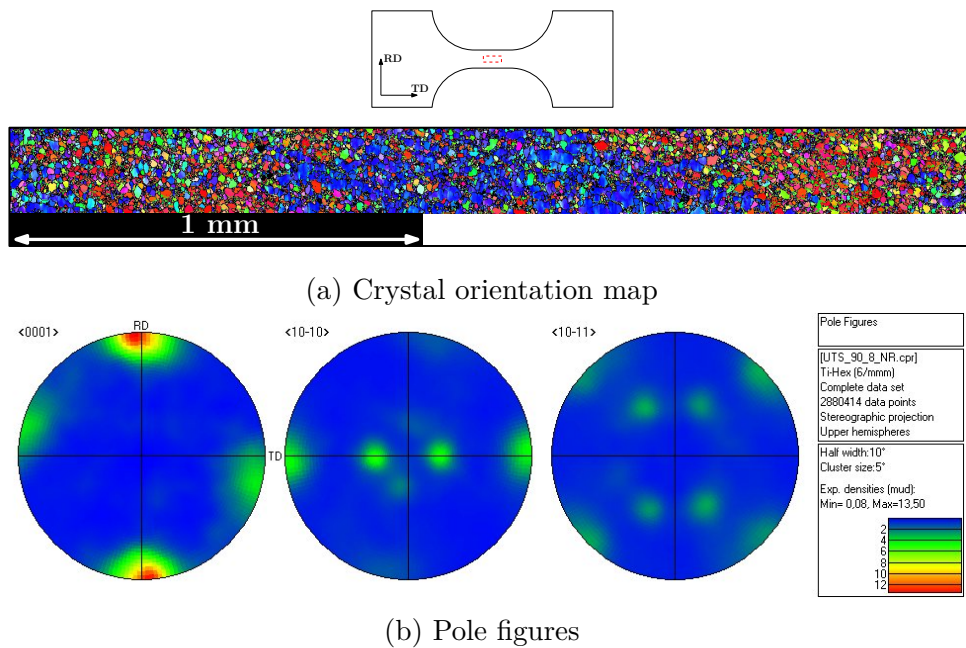 RD
TD
1 mm
(a) Crystal orientation map
<0001>
RD
TD
<10-10>
<10-11>
Pole Figures
[UTS_90_8_NR.cpr]
Ti-Hex (6/mmm)
Complete data set
2880414 data points
Stereographic projection
Upper hemispheres
Half width:10°
Cluster size:5°
Exp. densities (mud):
Min= 0,08, Max=13,50
2
4
6
8
10
12
(b) Pole figures